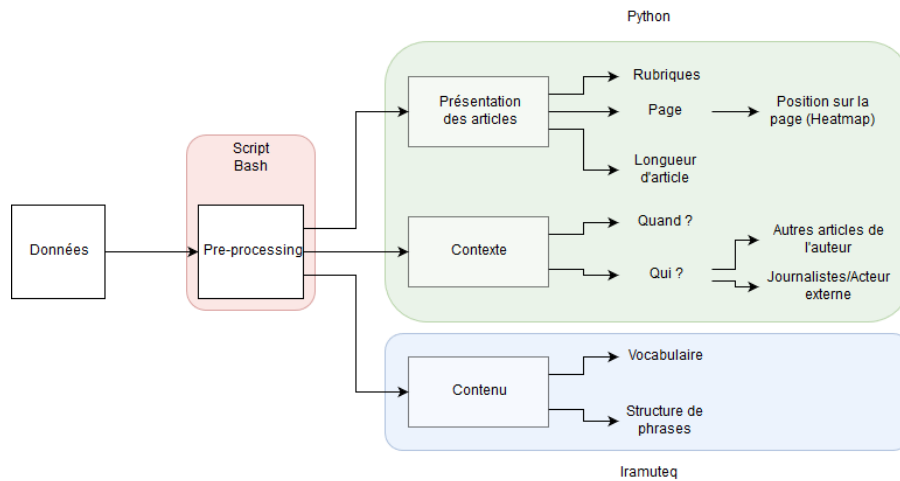 Python
Présentation
des articles
Rubriques
Page
Position sur la
page (Heatmap)
Longueur
d'article
Script
Bash
Données
Pre-processing
Contexte
Quand ?
Qui ?
Autres articles de
l'auteur
Journalistes/Acteur
externe
Contenu
Vocabulaire
Structure de
phrases
Iramuteq